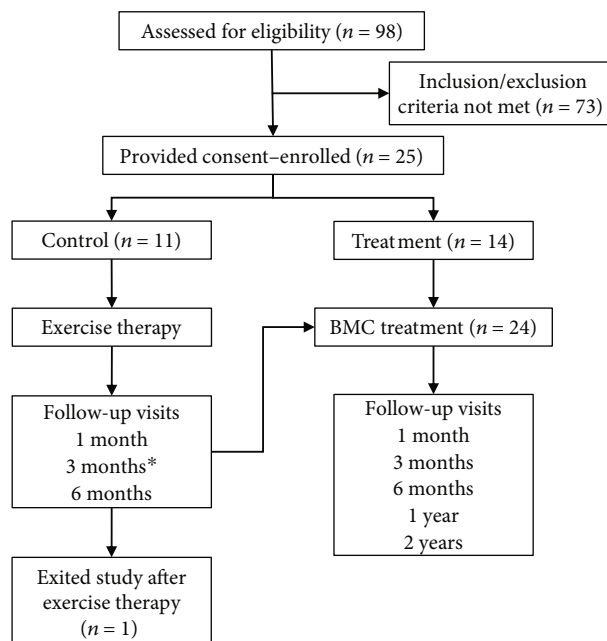 Assessed for eligibility (n = 98)
Inclusion/exclusion
criteria not met (n = 73)
Provided consent–enrolled (n = 25)
Control (n = 11)
Treatment (n = 14)
Exercise therapy
BMC treatment (n = 24)
Follow-up visits
1 month
3 months*
6 months
Follow-up visits
1 month
3 months
6 months
1 year
2 years
Exited study after
exercise therapy
(n = 1)